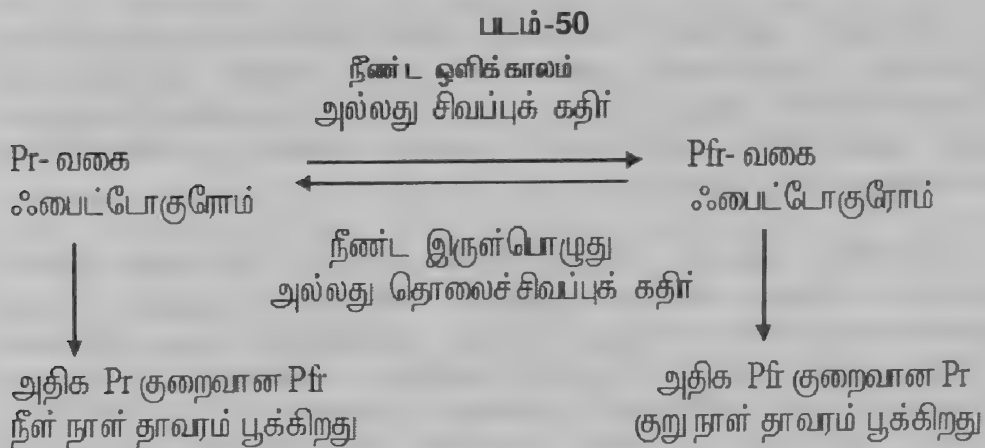 படம்-50
நீண்ட ஒளிக்காலம்
அல்லது சிவப்புக் கதிர்
Pr- வகை
ஃபைட்டோகுரோம்
Pfr- வகை
ஃபைட்டோகுரோம்
நீண்ட இருள்பொழுது
அல்லது தொலைச்சிவப்புக் கதிர்
அதிக Pr குறைவான Pfr
நீள் நாள் தாவரம் பூக்கிறது
அதிக Pfr குறைவான Pr
குறு நாள் தாவரம் பூக்கிறது